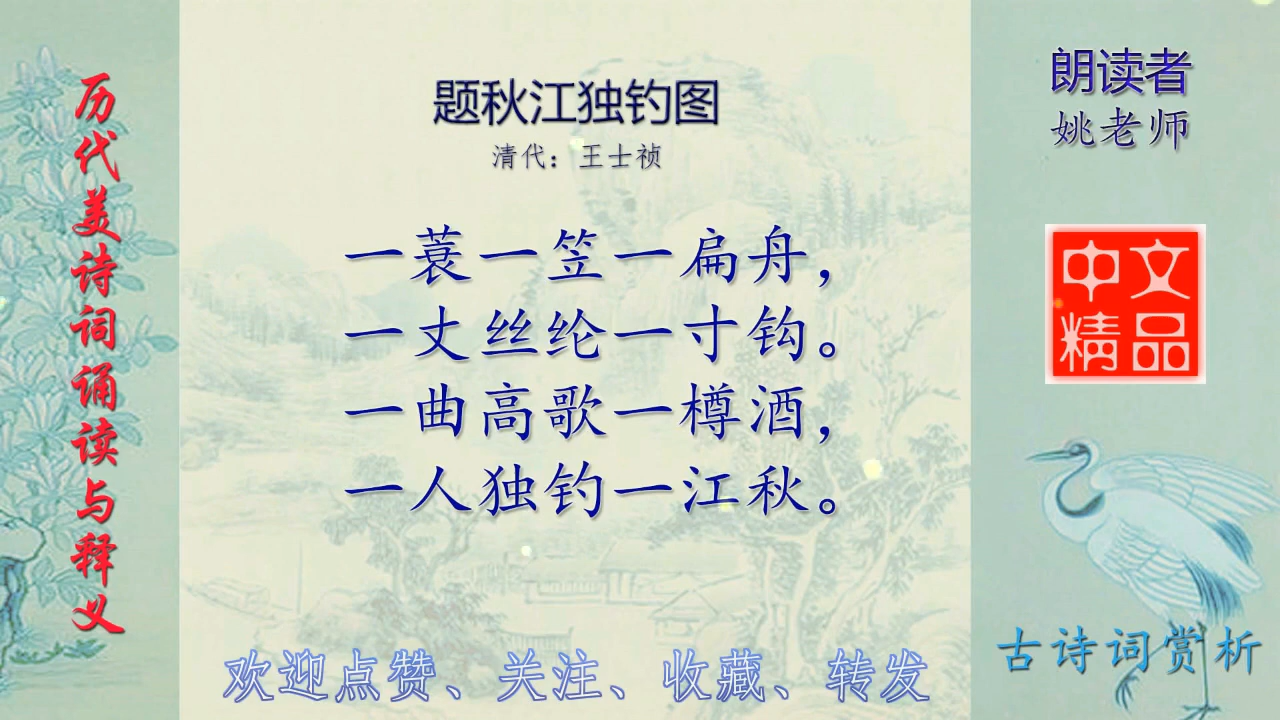 历代美诗词诵读与释义
题秋江独钓图
清代：王士祯
一蓑一笠一扁舟，
一丈丝纶一寸钩。
一曲高歌一樽酒，
一人独钓一江秋。
欢迎点赞、关注、收藏、转发
朗读者
姚老师
中文
精品
古诗词赏析